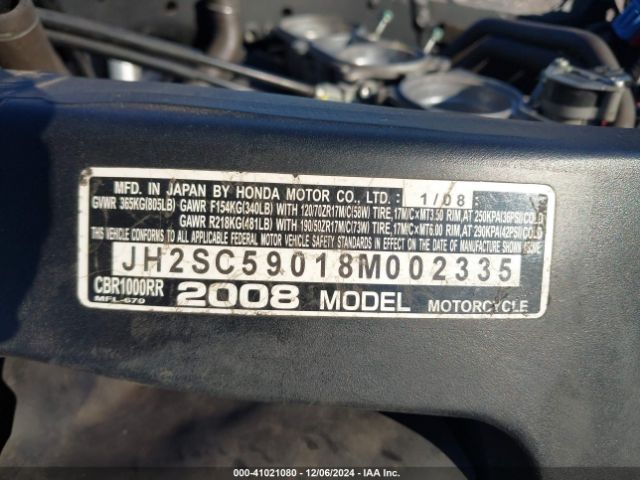 MFD. IN JAPAN BY HONDA MOTOR CO., LTD. : 1/08 :
GVWR 365KG(805LB) GAWR F154KG(340LB) WITH 120/70ZR17M/C(58W) TIRE, 17M/C×MT3.50 RIM, AT 250KPA(36PSI)COLD
GAWR R218KG(481LB) WITH 190/50ZR17M/C(73W) TIRE, 17M/C×MT6.00 RIM, AT 290KPA(42PSI)COLD
THIS VEHICLE CONFORMS TO ALL APPLICABLE FEDERAL MOTOR VEHICLE SAFETY STANDARDS IN EFFECT ON THE DATE OF MANUFACTURE SHOWN ABOVE.
JH2SC59018M002335
CBR1000RR 2008 MODEL MOTORCYCLE
MFL-679
000-41021080 - 12/06/2024 - IAA Inc.